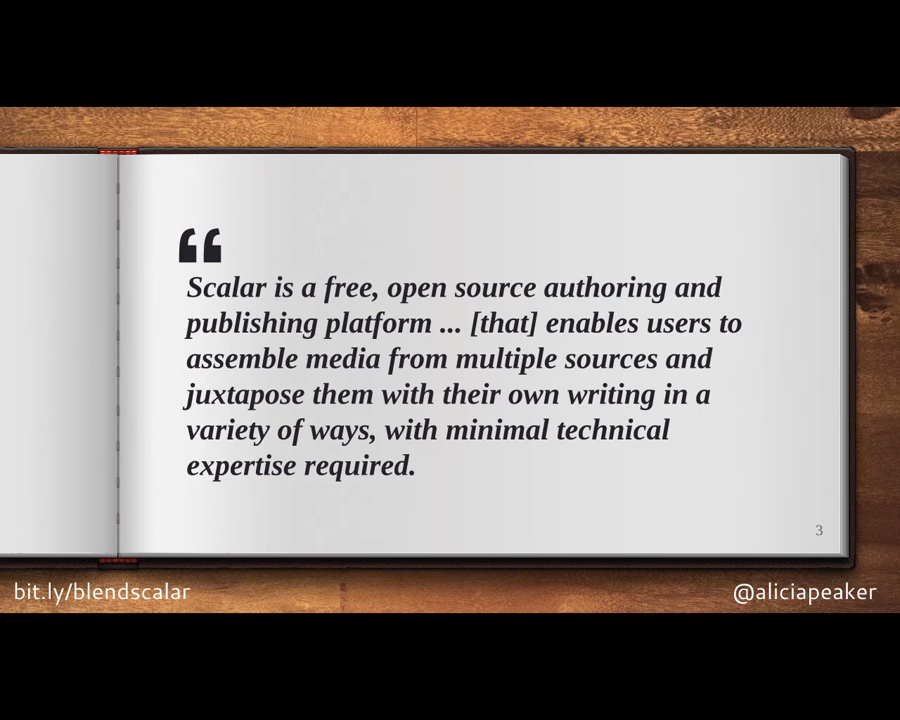 “
Scalar is a free, open source authoring and
publishing platform ... [that] enables users to
assemble media from multiple sources and
juxtapose them with their own writing in a
variety of ways, with minimal technical
expertise required.
3
bit.ly/blendscalar
@aliciapeaker